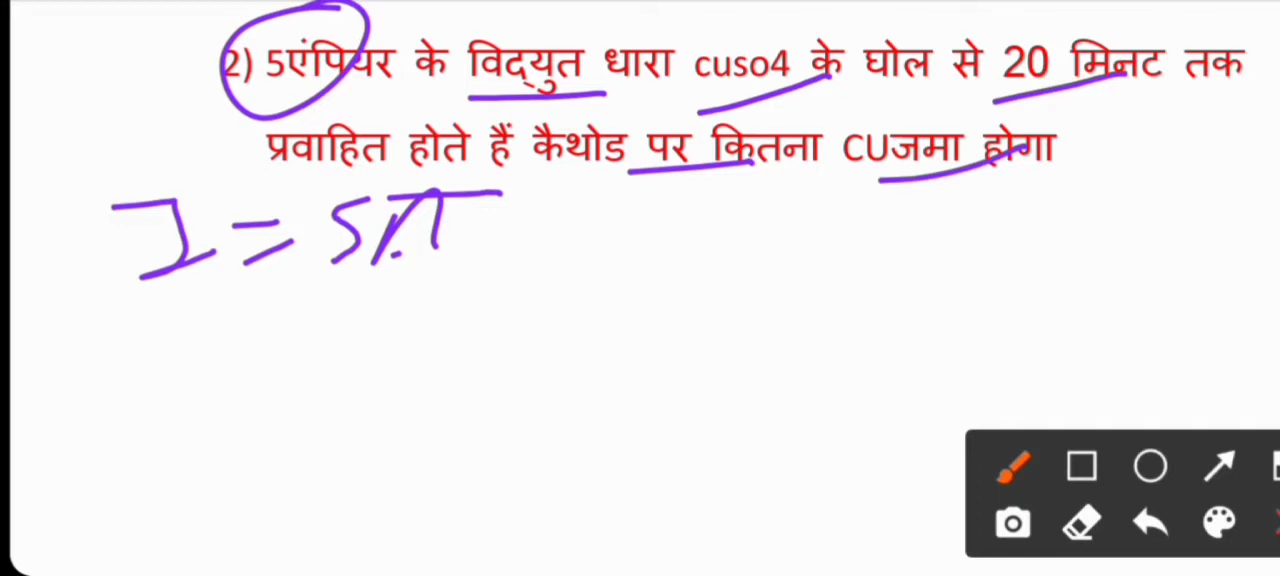 2) 5एंपियर के विद्युत धारा cuso4 के घोल से 20 मिनट तक
प्रवाहित होते हैं कैथोड पर कितना CUजमा होगा
I = 5A